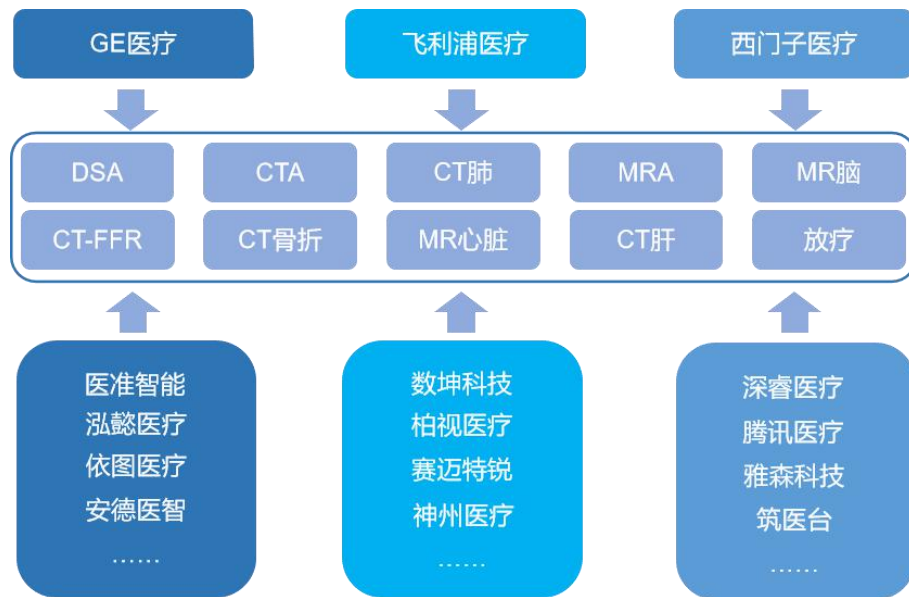 GE医疗
飞利浦医疗
西门子医疗
DSA
CTA
CT肺
MRA
MR脑
CT-FFR
CT骨折
MR心脏
CT肝
放疗
医准智能
泓懿医疗
依图医疗
安德医智
……
数坤科技
柏视医疗
赛迈特锐
神州医疗
……
深睿医疗
腾讯医疗
雅森科技
筑医台
……